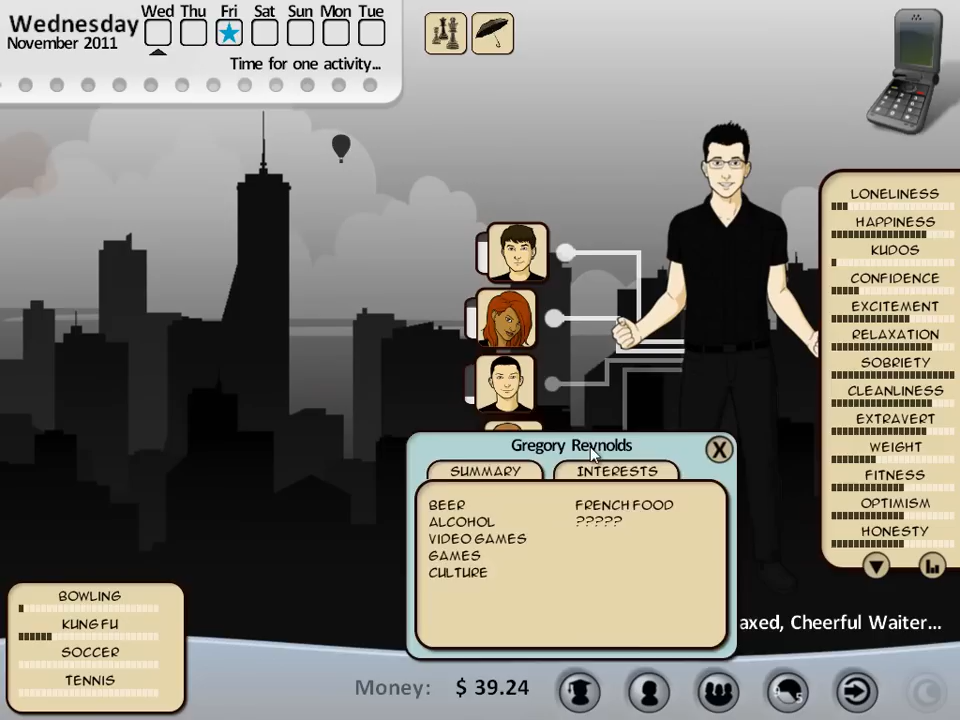 Wednesday
November 2011
Wed Thu Fri Sat Sun Mon Tue
Time for one activity...
LONELINESS
HAPPINESS
KUDOS
CONFIDENCE
EXCITEMENT
RELAXATION
SOBRIETY
CLEANLINESS
EXTRAVERT
WEIGHT
FITNESS
OPTIMISM
HONESTY
Gregory Reynolds
X
SUMMARY INTERESTS
BEER FRENCH FOOD
ALCOHOL ?????
VIDEO GAMES
GAMES
CULTURE
BOWLING
KUNG FU
SOCCER
TENNIS
axed, Cheerful Waiter...
Money: $ 39.24